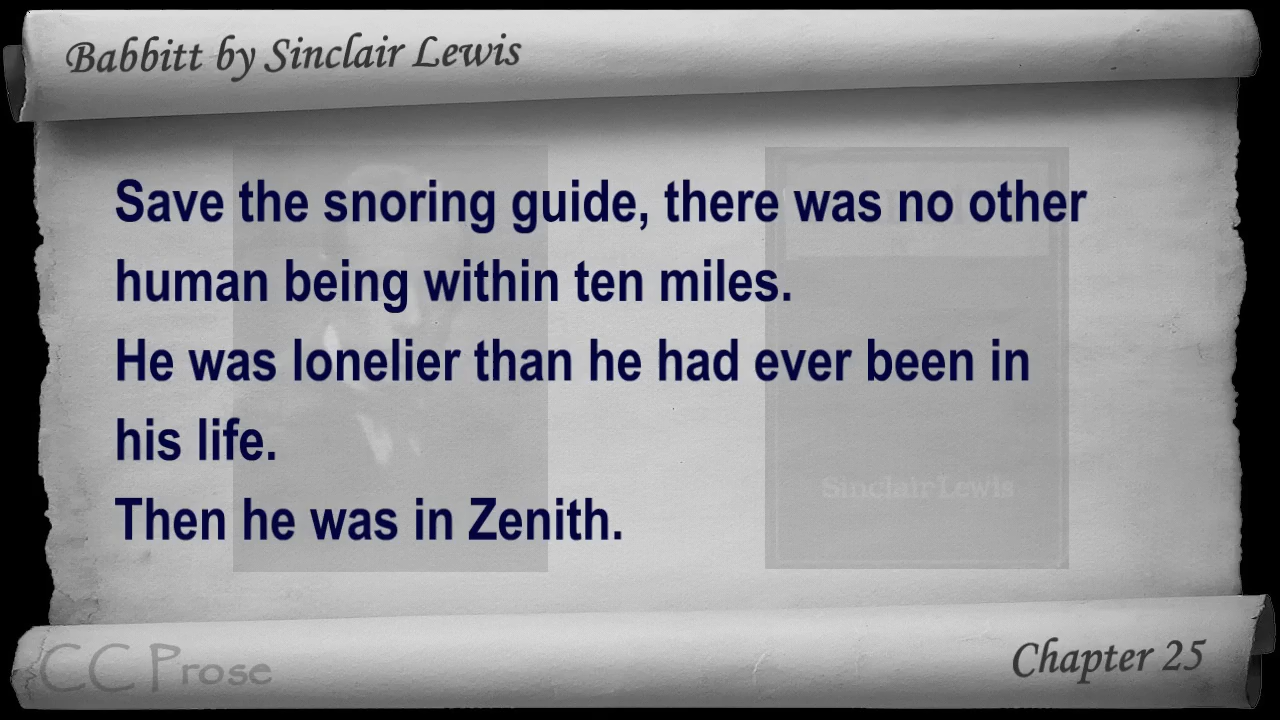 Babbitt by Sinclair Lewis
Save the snoring guide, there was no other
human being within ten miles.
He was lonelier than he had ever been in
his life.
Then he was in Zenith.
Sinclair Lewis
CC Prose
Chapter 25